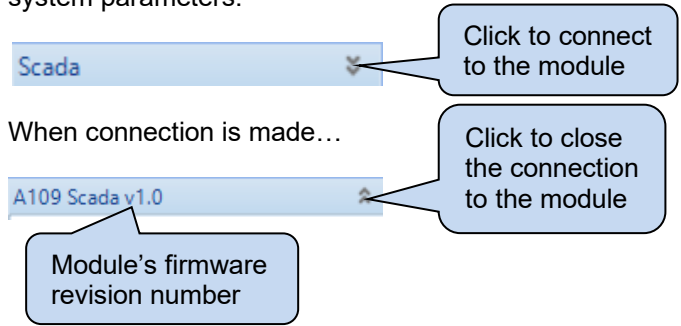 system parameters.
Click to connect
to the module
Scada
When connection is made…
Click to close
the connection
to the module
A109 Scada v1.0
Module’s firmware
revision number